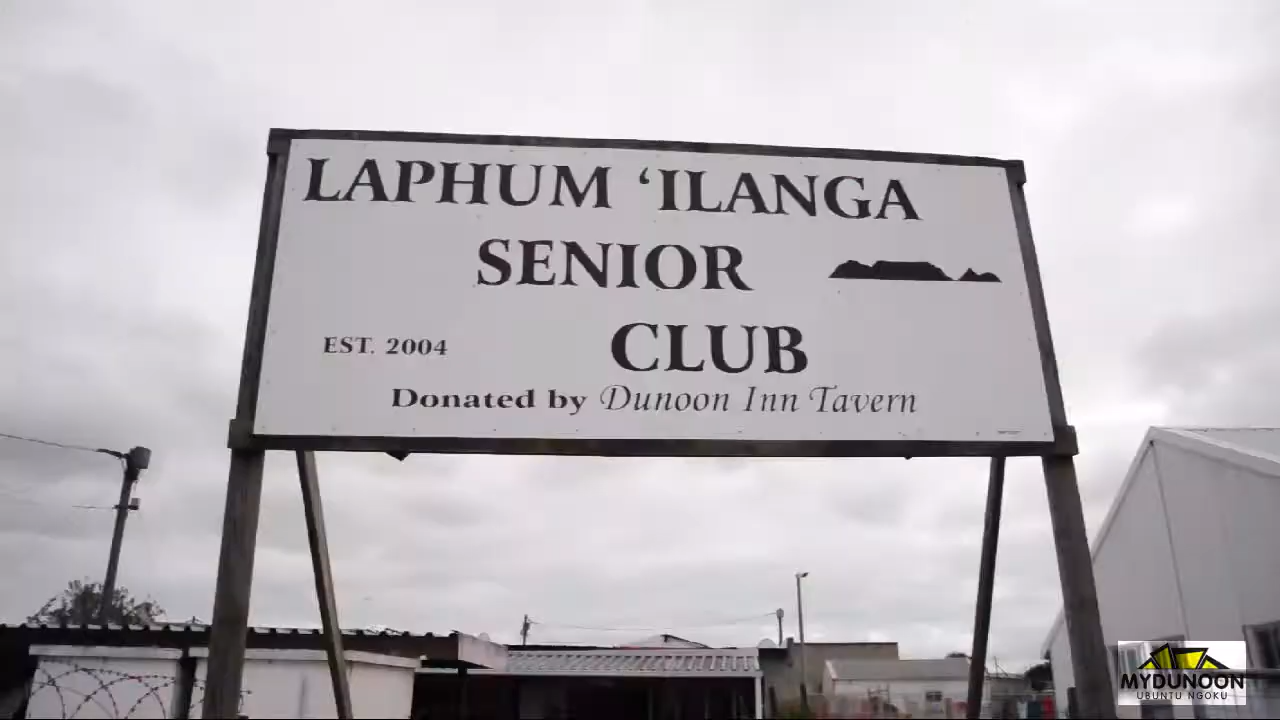 LAPHUM 'ILANGA
SENIOR
CLUB
EST. 2004
Donated by Dunoon Inn Tavern
MYDUNOON
UBUNTU NGOKU